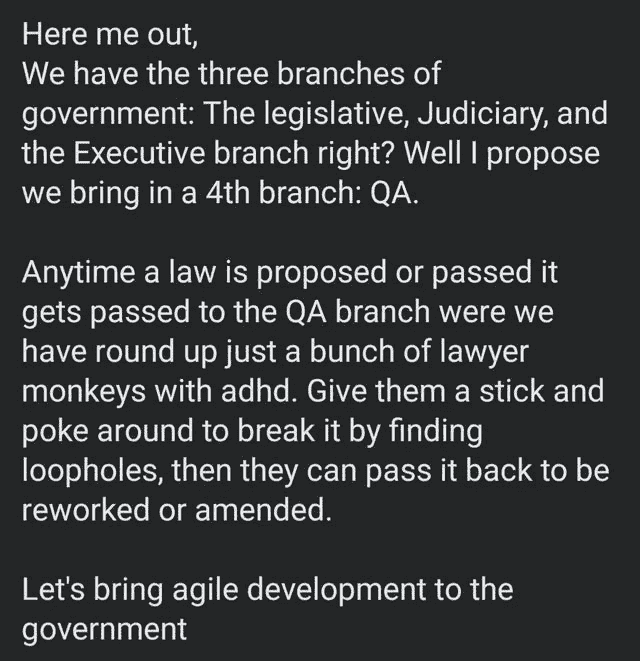 Here me out,
We have the three branches of
government: The legislative, Judiciary, and
the Executive branch right? Well I propose
we bring in a 4th branch: QA.
Anytime a law is proposed or passed it
gets passed to the QA branch were we
have round up just a bunch of lawyer
monkeys with adhd. Give them a stick and
poke around to break it by finding
loopholes, then they can pass it back to be
reworked or amended.
Let's bring agile development to the
government